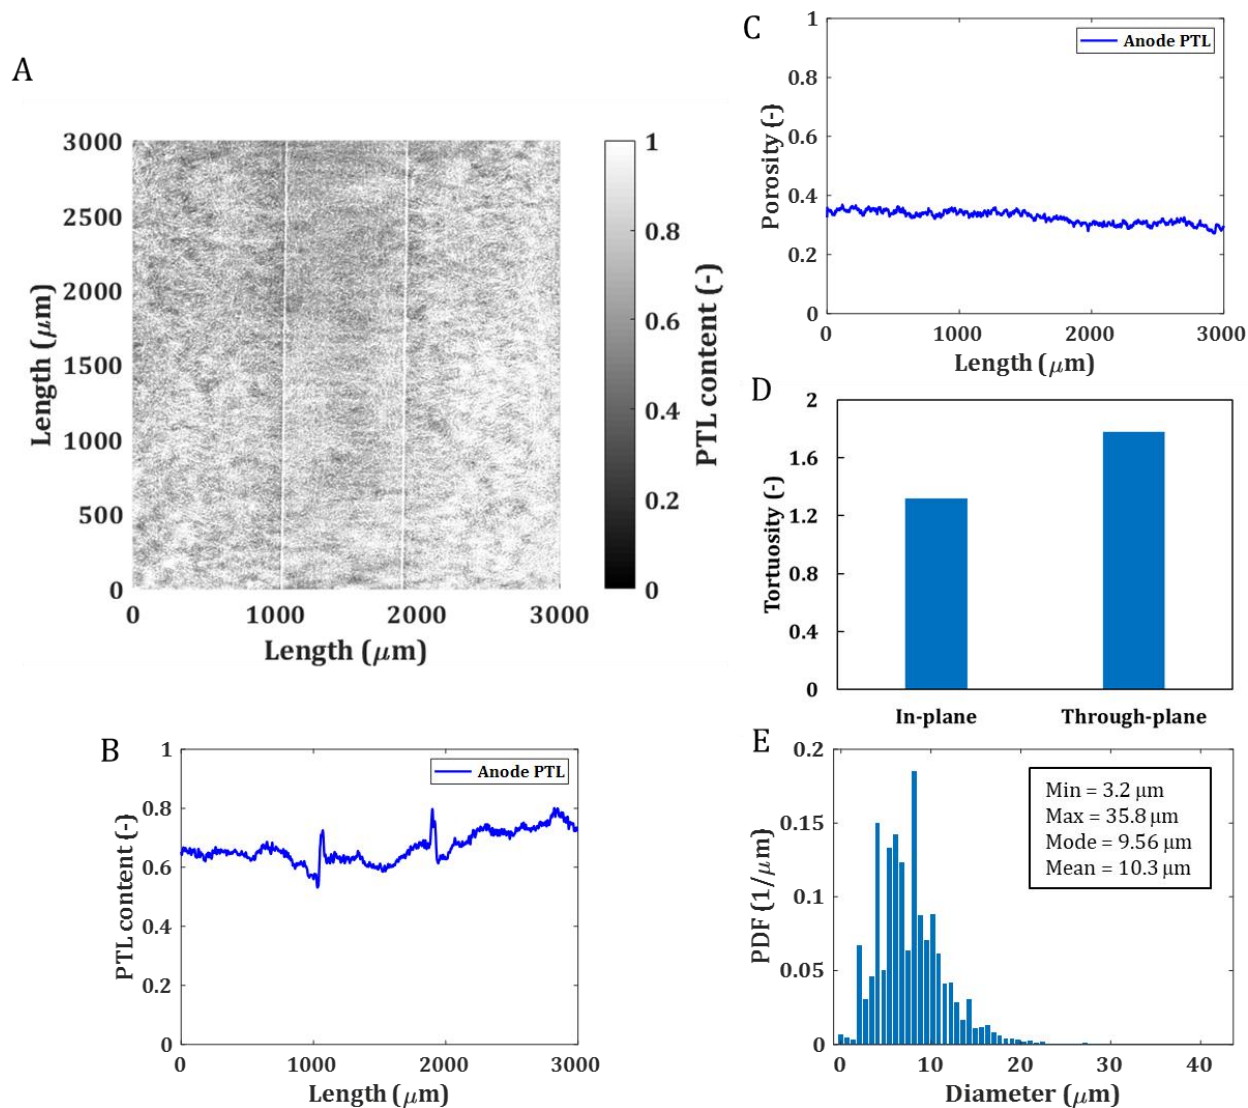 A
3000
2500
2000
1500
1000
500
0
Length (μm)
0 1000 2000 3000
Length (μm)
1
0.8
0.6
0.4
0.2
0
PTL content (-)
B
1
0.8
0.6
0.4
0.2
0
PTL content (-)
Anode PTL
0 1000 2000 3000
Length (μm)
C
1
0.8
0.6
0.4
0.2
0
Porosity (-)
Anode PTL
0 1000 2000 3000
Length (μm)
D
2
1.6
1.2
0.8
0.4
0
Tortuosity (-)
In-plane Through-plane
E
0.2
0.15
0.1
0.05
0
PDF (1/μm)
Min = 3.2 μm
Max = 35.8 μm
Mode = 9.56 μm
Mean = 10.3 μm
0 10 20 30 40
Diameter (μm)